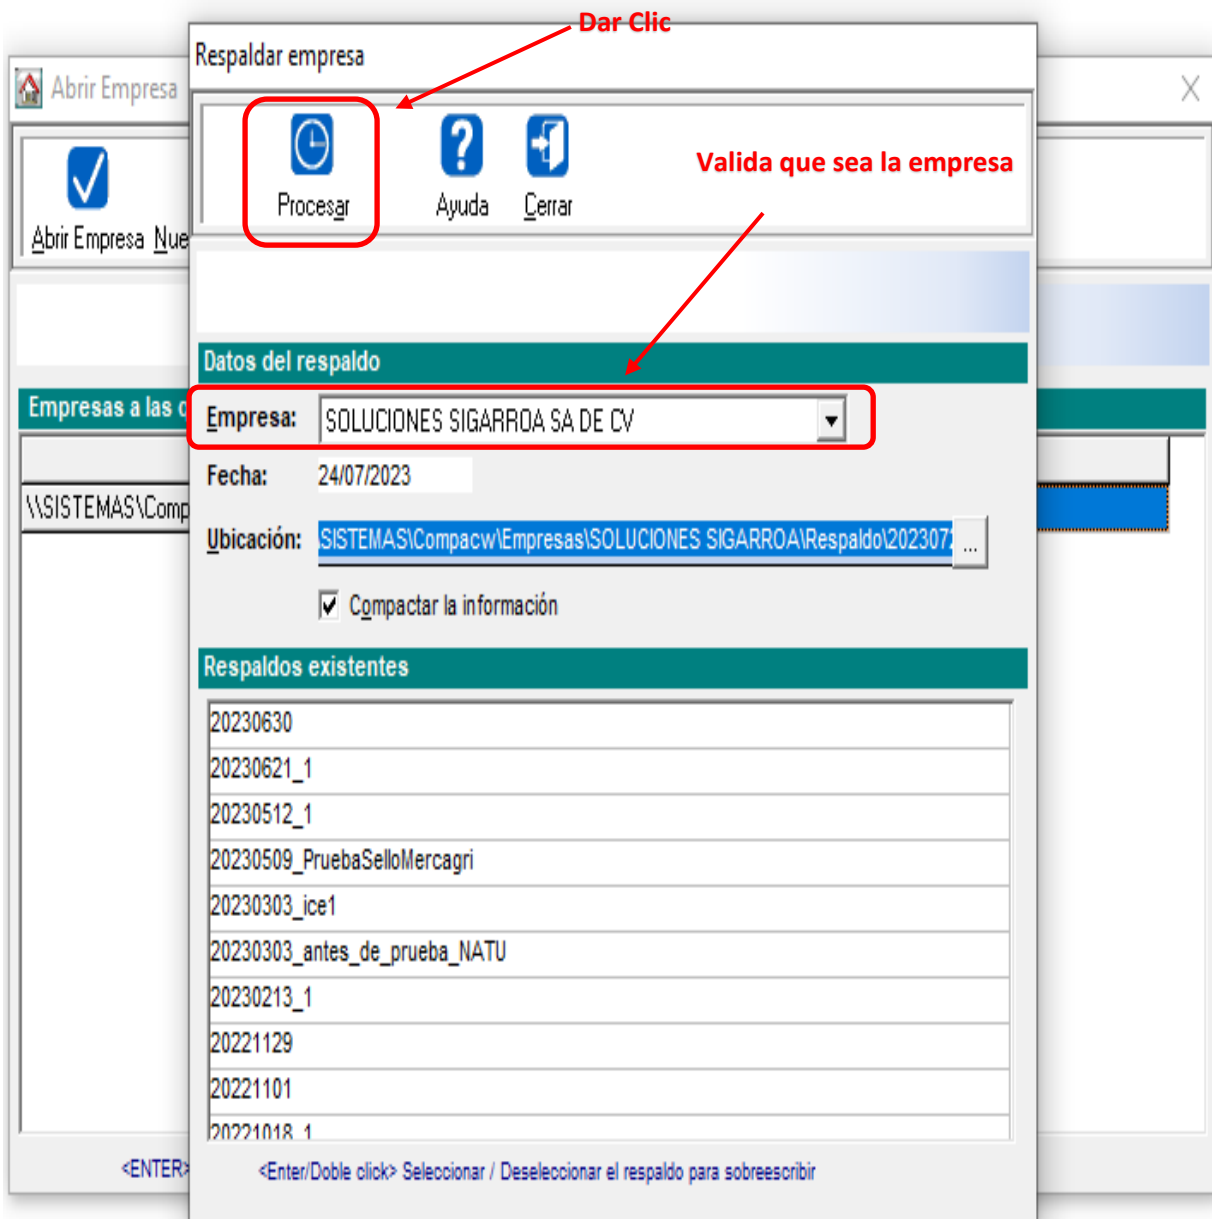 Dar Clic
Respaldar empresa
Abrir Empresa
Procesar
Ayuda
Cerrar
Valida que sea la empresa
Abrir Empresa Nue
Datos del respaldo
Empresas a las
Empresa: SOLUCIONES SIGARROA SA DE CV
Fecha: 24/07/2023
\\SISTEMAS\Comp
Ubicación: SISTEMAS\Compacw\Empresas\SOLUCIONES SIGARROA\Respaldo\202307 ...
Compactar la información
Respaldos existentes
20230630
20230621_1
20230512_1
20230509_PruebaSelloMercagri
20230303_ice1
20230303_antes_de_prueba_NATU
20230213_1
20221129
20221101
20221018_1
<ENTER>
<Enter/Doble click> Seleccionar / Deseleccionar el respaldo para sobreescribir